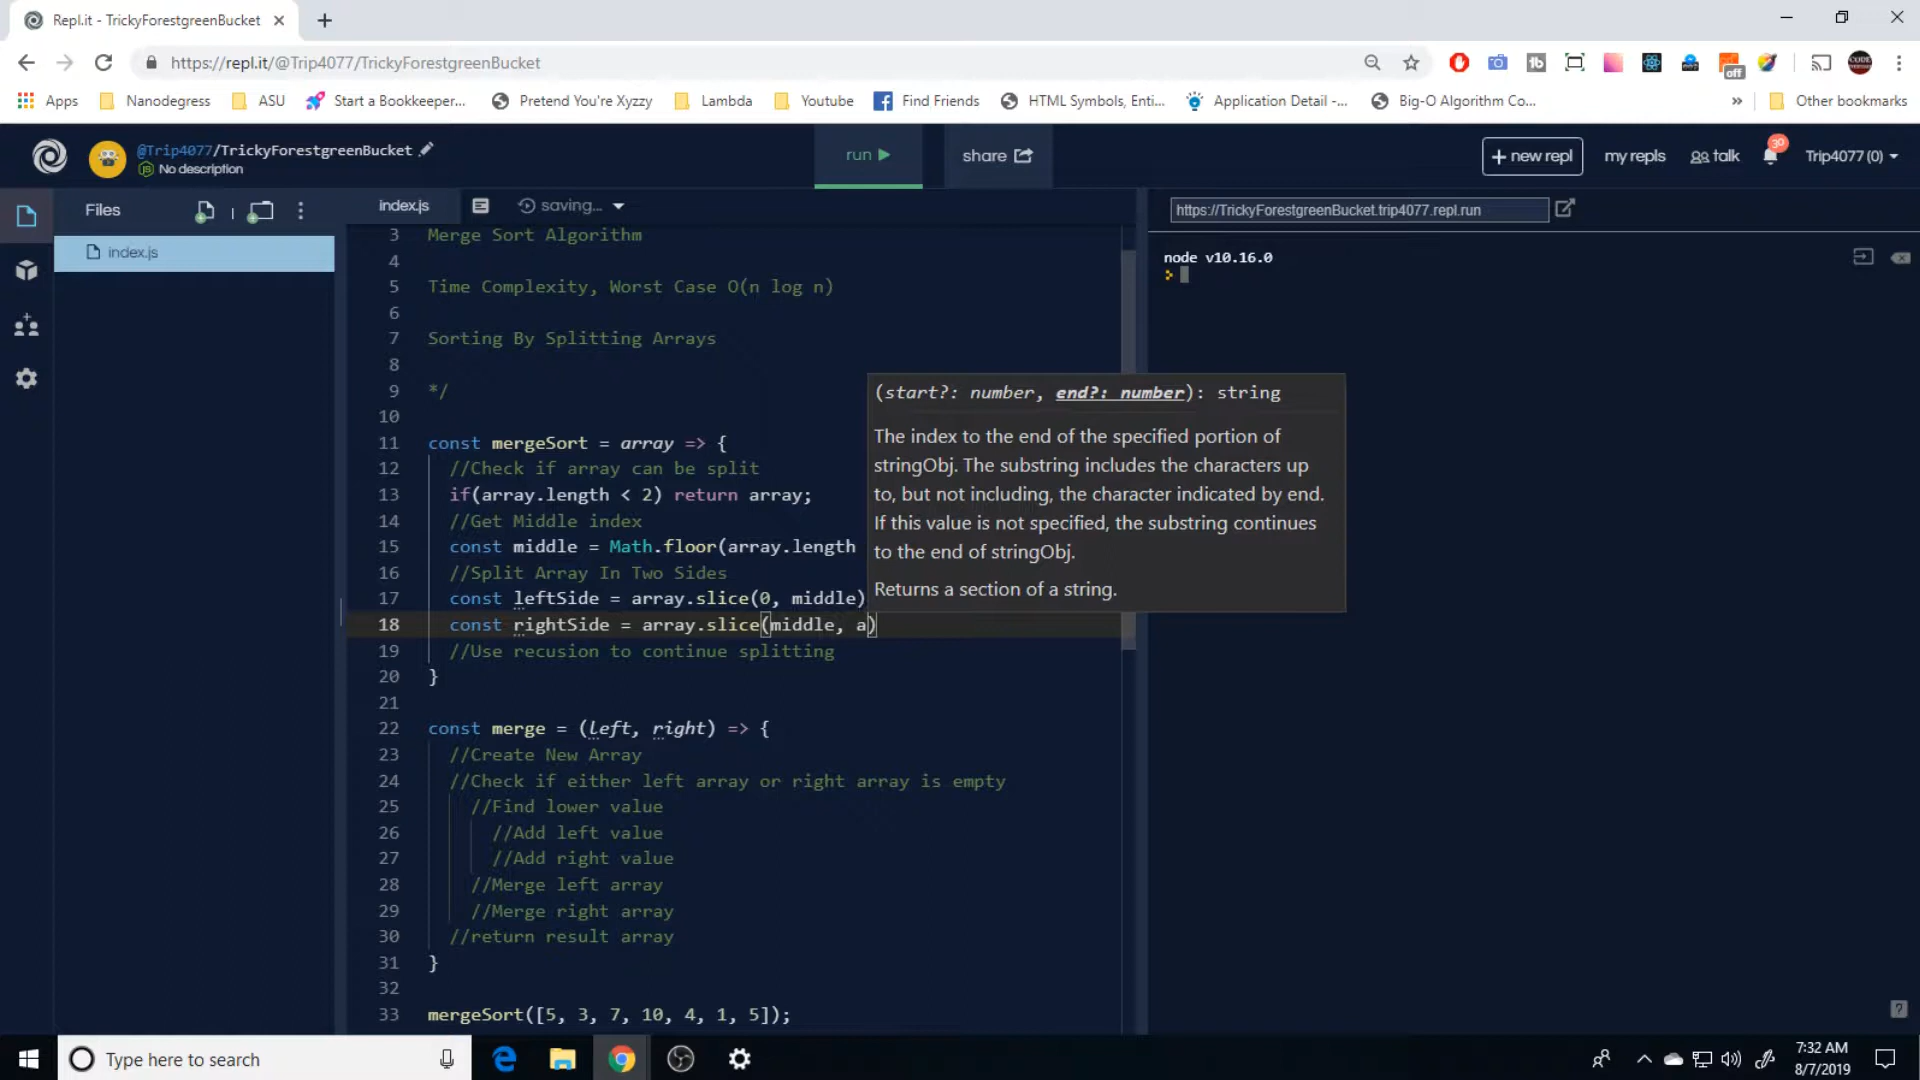 Repl.it - TrickyForestgreenBucket
https://repl.it/@Trip4077/TrickyForestgreenBucket
Apps Nanodegress ASU Start a Bookkeeper... Pretend You're Xyzzy Lambda Youtube Find Friends HTML Symbols, Enti... Application Detail -... Big-O Algorithm Co... » Other bookmarks
off
CODE
@Trip4077/TrickyForestgreenBucket
No description
run
share
+ new repl
my repls
talk
30
Trip4077 (0)
Files
index.js
index.js
saving...
3 Merge Sort Algorithm
4
5 Time Complexity, Worst Case O(n log n)
6
7 Sorting By Splitting Arrays
8
9 */
10
11 const mergeSort = array => {
12 //Check if array can be split
13 if(array.length < 2) return array;
14 //Get Middle index
15 const middle = Math.floor(array.length
16 //Split Array In Two Sides
17 const leftSide = array.slice(0, middle)
18 const rightSide = array.slice(middle, a)
19 //Use recusion to continue splitting
20 }
21
22 const merge = (left, right) => {
23 //Create New Array
24 //Check if either left array or right array is empty
25 //Find lower value
26 //Add left value
27 //Add right value
28 //Merge left array
29 //Merge right array
30 //return result array
31 }
32
33 mergeSort([5, 3, 7, 10, 4, 1, 5]);
(start?: number, end?: number): string
The index to the end of the specified portion of
stringObj. The substring includes the characters up
to, but not including, the character indicated by end.
If this value is not specified, the substring continues
to the end of stringObj.
Returns a section of a string.
https://TrickyForestgreenBucket.trip4077.repl.run
node v10.16.0
>
?
Type here to search
7:32 AM
8/7/2019